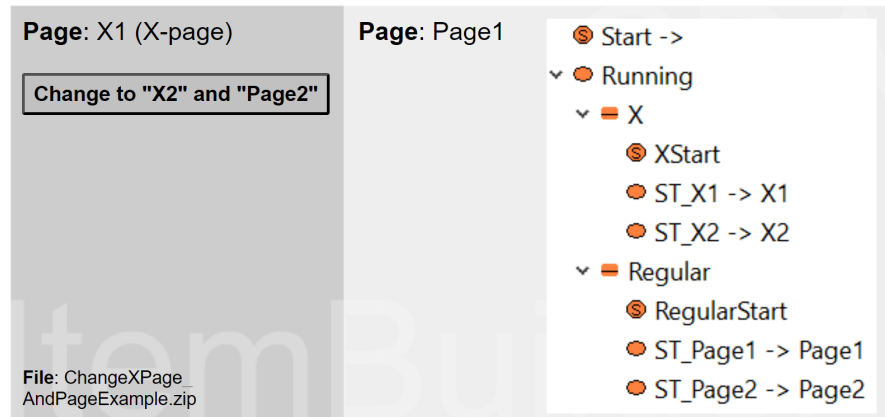 Page: X1 (X-page)
Change to "X2" and "Page2"
File: ChangeXPage_
AndPageExample.zip
Page: Page1
S Start ->
Running
X
S XStart
ST_X1 -> X1
ST_X2 -> X2
Regular
S RegularStart
ST_Page1 -> Page1
ST_Page2 -> Page2
ItemBui